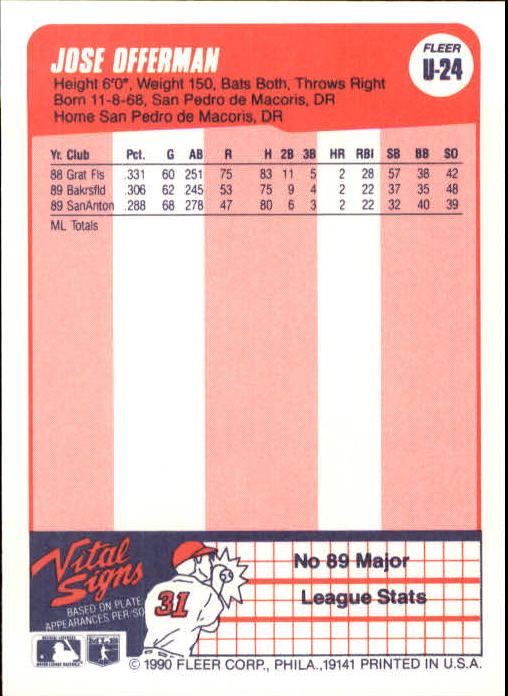 JOSE OFFERMAN
FLEER
U-24
Height 6'0", Weight 150, Bats Both, Throws Right
Born 11-8-68, San Pedro de Macoris, DR
Home San Pedro de Macoris, DR
Yr. Club Pct. G AB R H 2B 3B HR RBI SB BB SO
88 Grat Fls .331 60 251 75 83 11 5 2 28 57 38 42
89 Bakrsfld .306 62 245 53 75 9 4 2 22 37 35 48
89 SanAnton .288 68 278 47 80 6 3 2 22 32 40 39
ML Totals
Vital
Signs
BASED ON PLATE
APPEARANCES PER/SO
31
No 89 Major
League Stats
MLB
© 1990 FLEER CORP., PHILA.,19141 PRINTED IN U.S.A.